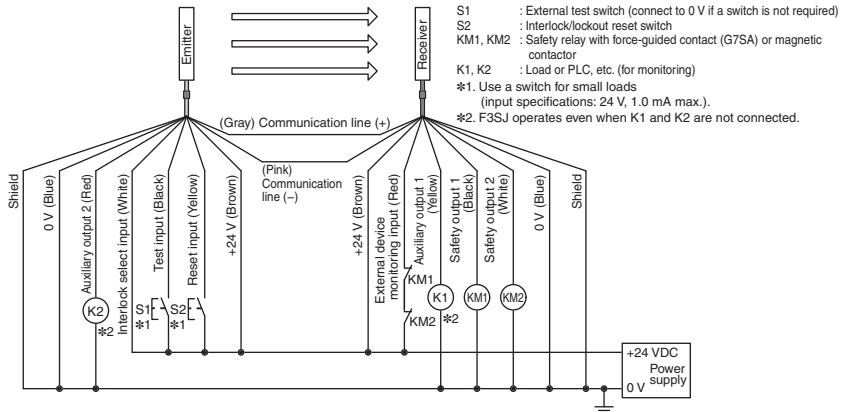 S1 : External test switch (connect to 0 V if a switch is not required)
S2 : Interlock/lockout reset switch
KM1, KM2 : Safety relay with force-guided contact (G7SA) or magnetic
contactor
K1, K2 : Load or PLC, etc. (for monitoring)
✻1. Use a switch for small loads
(input specifications: 24 V, 1.0 mA max.).
✻2. F3SJ operates even when K1 and K2 are not connected.
Emitter
Receiver
(Gray) Communication line (+)
(Pink)
Communication
line (−)
Shield
0 V (Blue)
Auxiliary output 2 (Red)
Interlock select input (White)
Test input (Black)
Reset input (Yellow)
+24 V (Brown)
+24 V (Brown)
External device
monitoring input (Red)
Auxiliary output 1
(Yellow)
Safety output 1
(Black)
Safety output 2
(White)
0 V (Blue)
Shield
K2
✻2
S1
✻1
S2
✻1
KM1
KM2
K1
✻2
KM1
KM2
+24 VDC
Power
supply
0 V